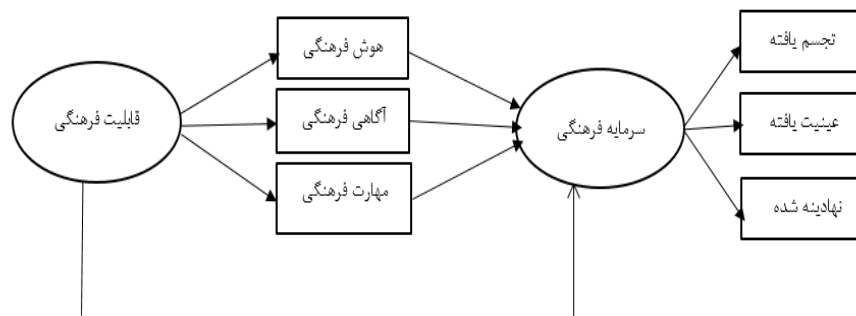 قابلیت فرهنگی
هوش فرهنگی
آگاهی فرهنگی
مهارت فرهنگی
سرمایه فرهنگی
تجسم یافته
عینیت یافته
نهادینه شده